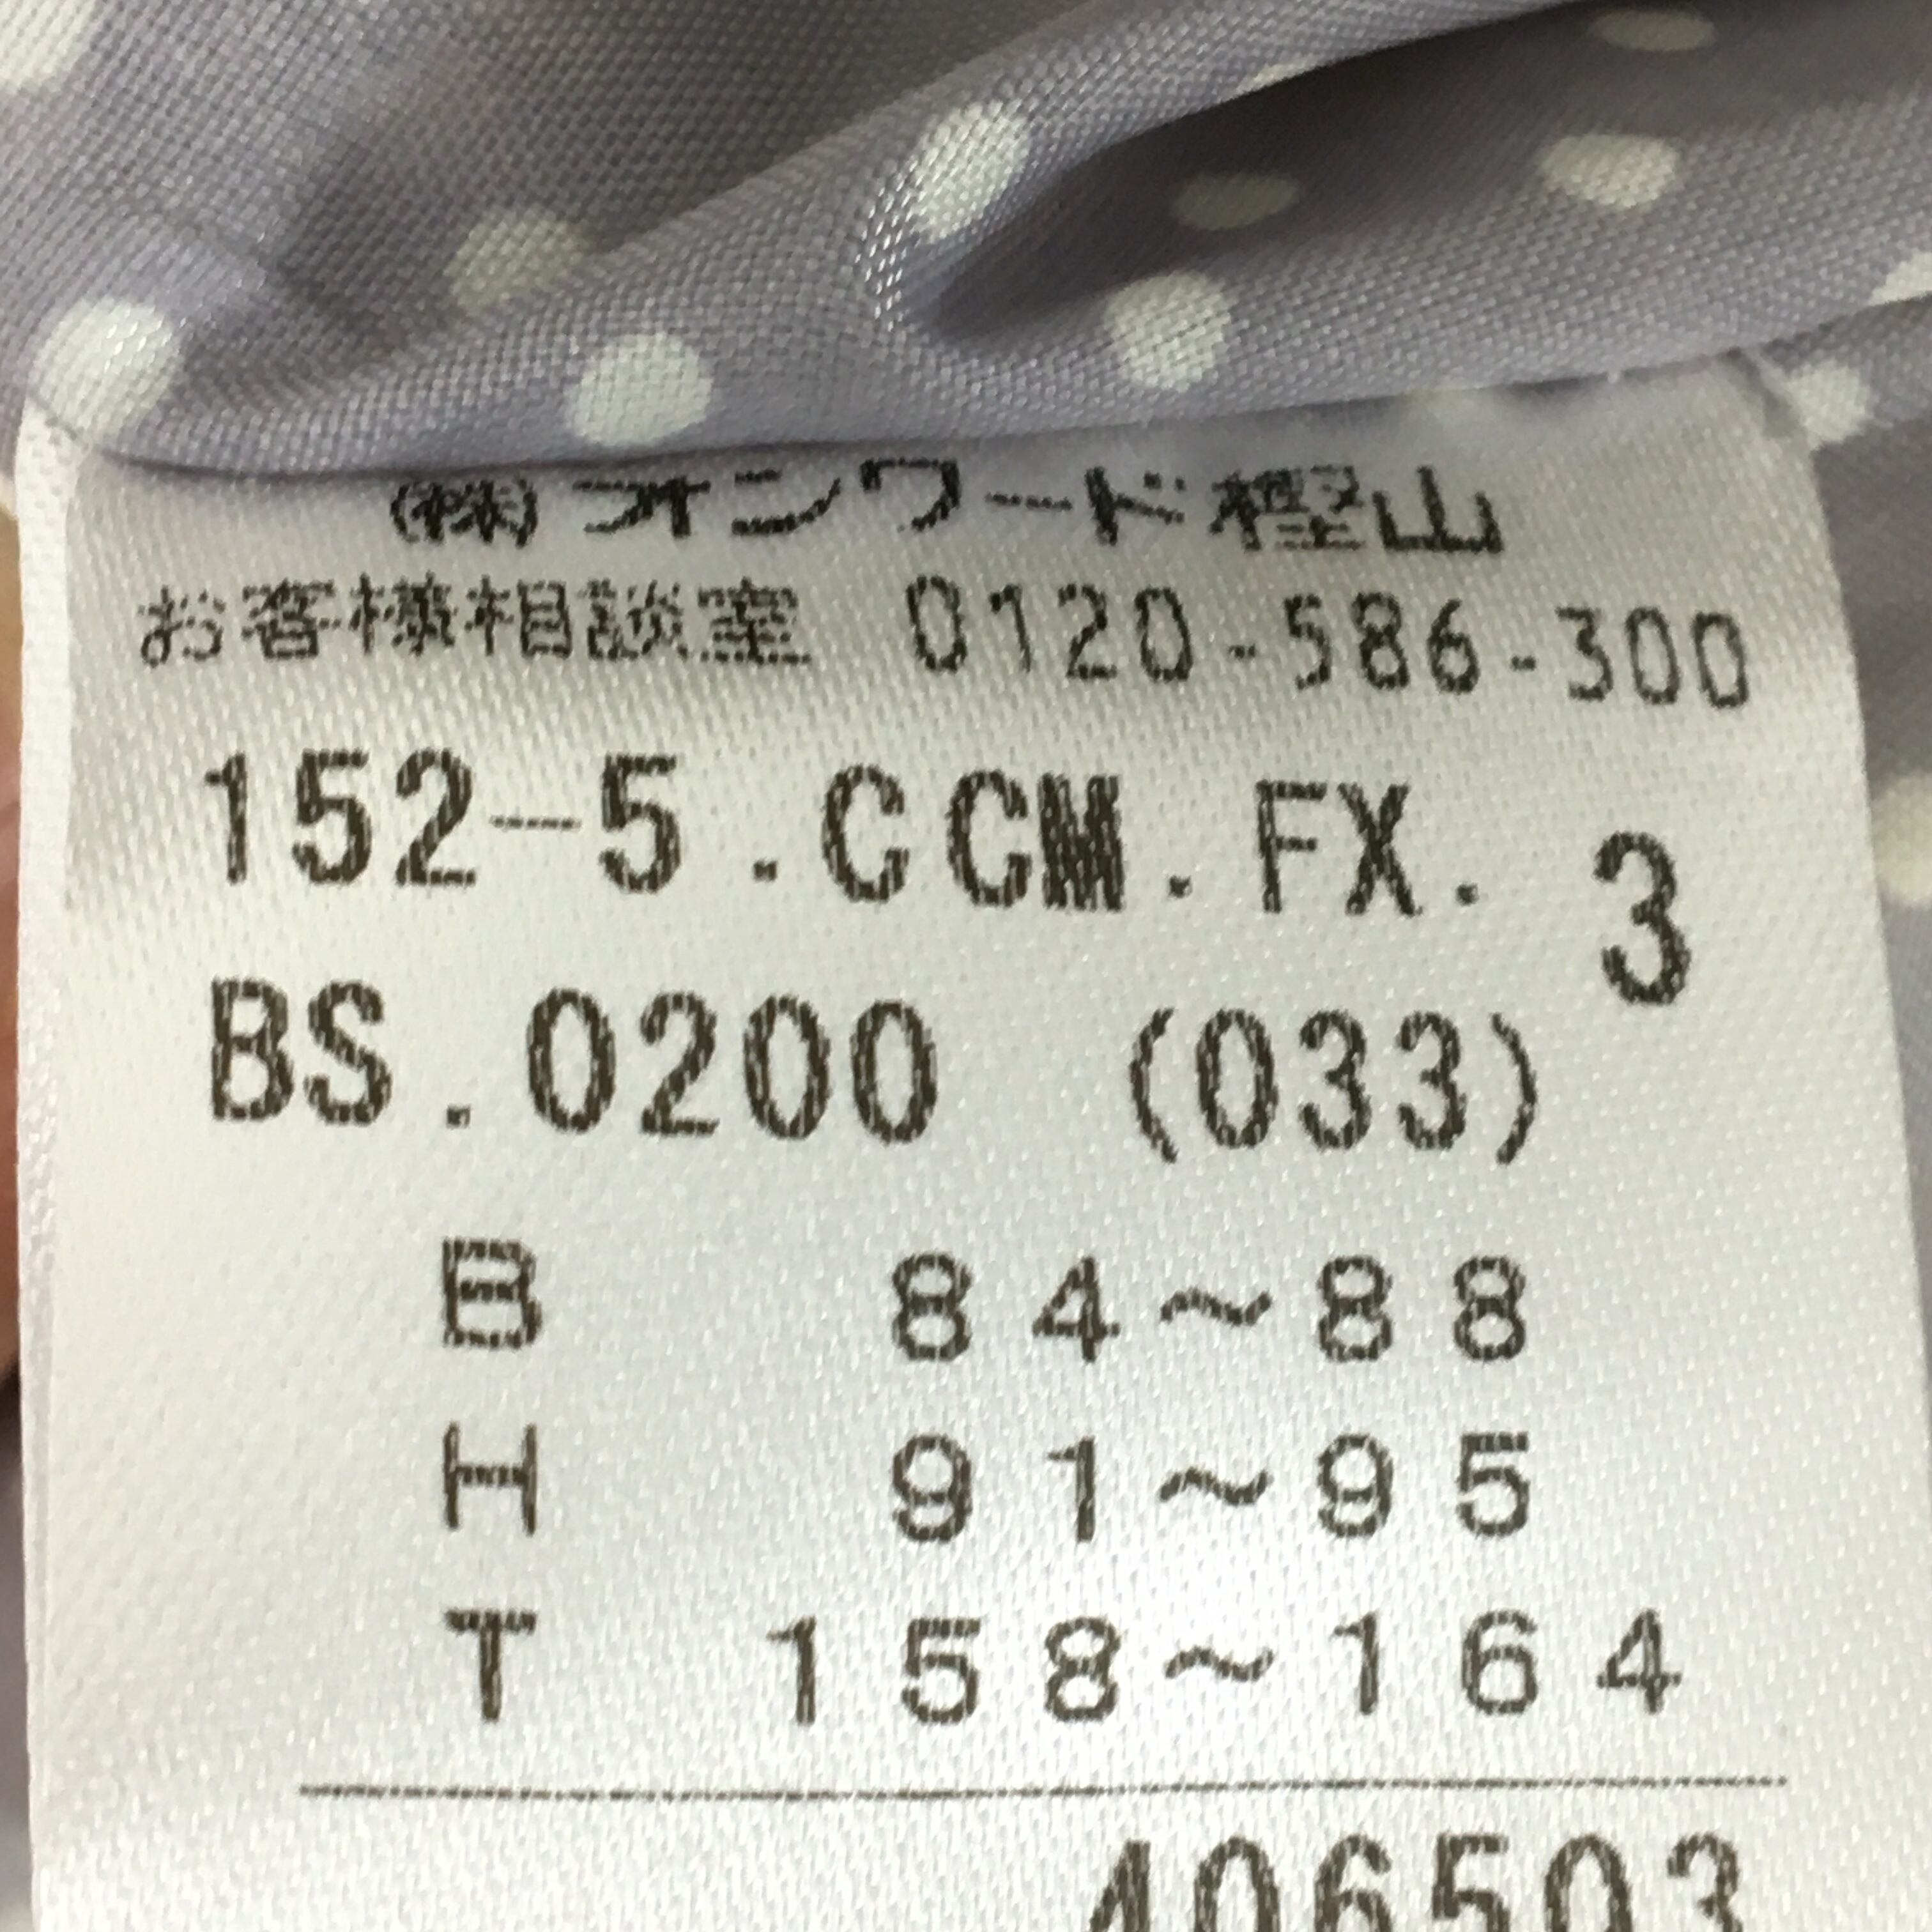 (株)オンワード樫山
お客様相談室 0120-586-300
152-5.CCM.FX. 3
BS.0200 (033)
B 84~88
H 91~95
T 158~164
406503